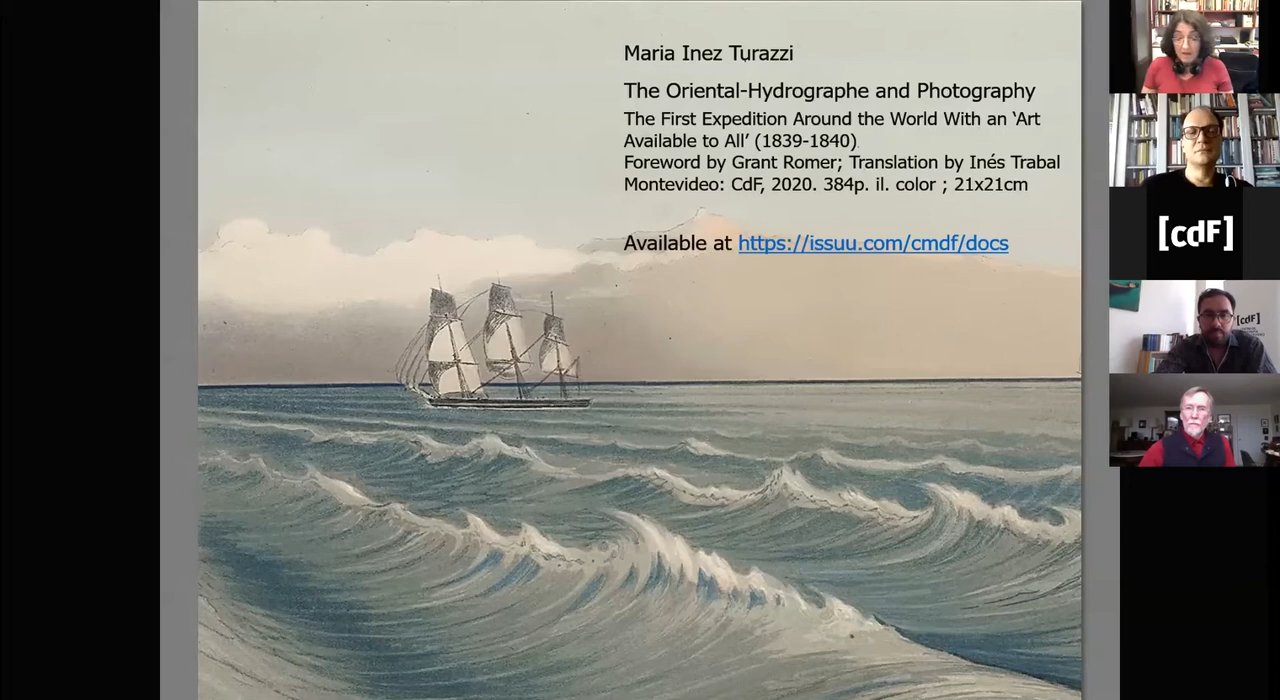 Maria Inez Turazzi
The Oriental-Hydrographe and Photography
The First Expedition Around the World With an ‘Art
Available to All’ (1839-1840)
Foreword by Grant Romer; Translation by Inés Trabal
Montevideo: CdF, 2020. 384p. il. color ; 21x21cm
Available at https://issuu.com/cmdf/docs
[cdF]
[cdF]